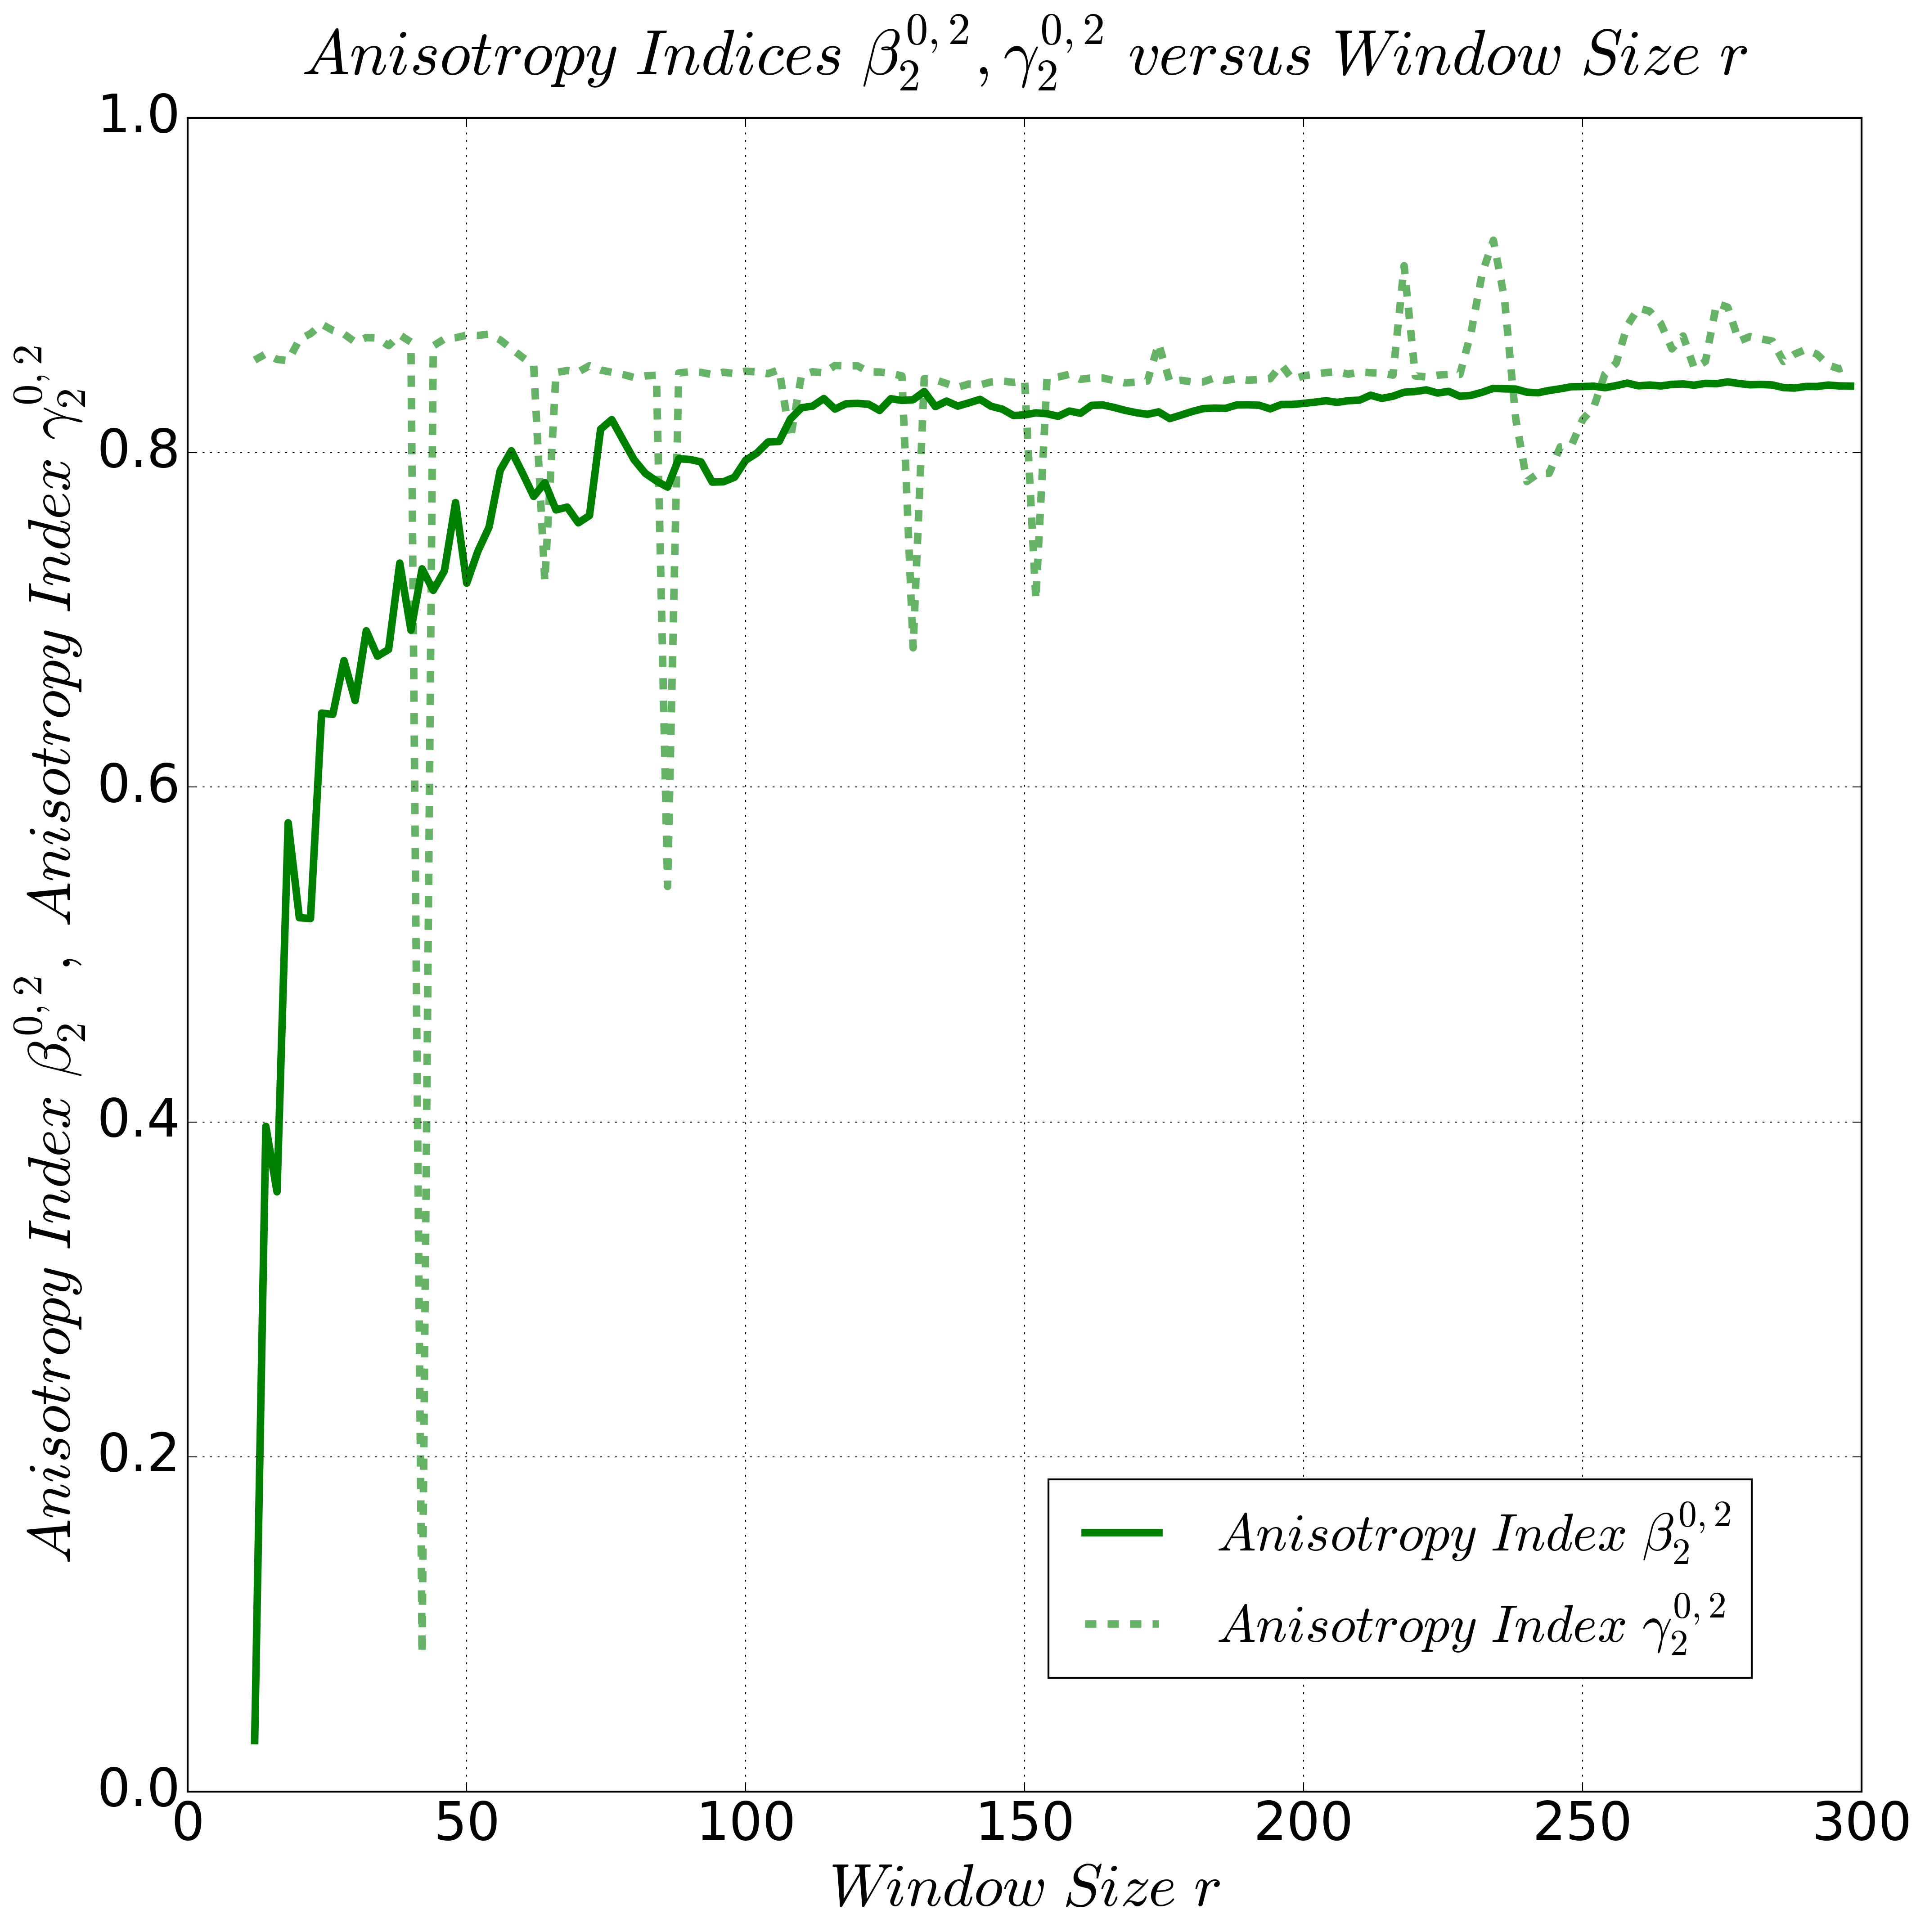 Anisotropy Indices β₂^{0,2}, γ₂^{0,2} versus Window Size r
Anisotropy Index β₂^{0,2}, Anisotropy Index γ₂^{0,2}
1.0
0.8
0.6
0.4
0.2
0.0
Anisotropy Index β₂^{0,2}
Anisotropy Index γ₂^{0,2}
0 50 100 150 200 250 300
Window Size r